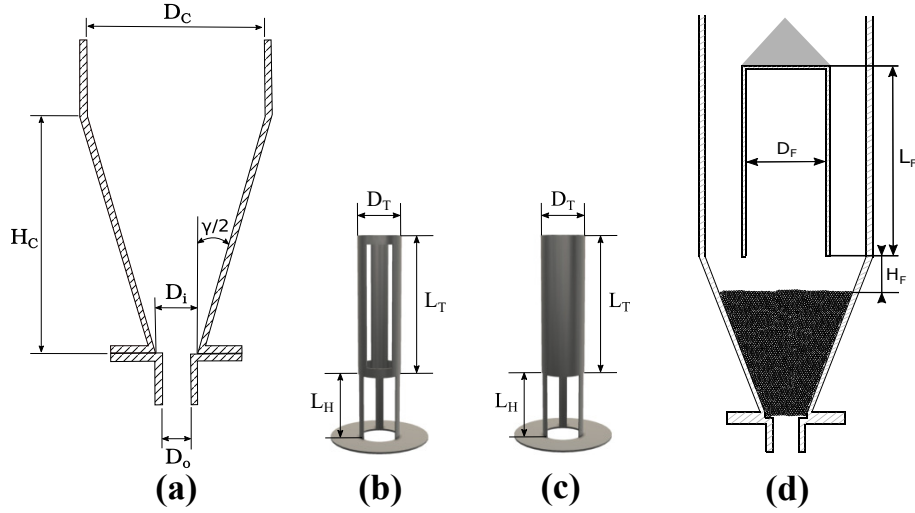 D_C
H_C
γ/2
D_i
D_o
(a)
D_T
L_T
L_H
(b)
D_T
L_T
L_H
(c)
D_F
L_F
H_F
(d)